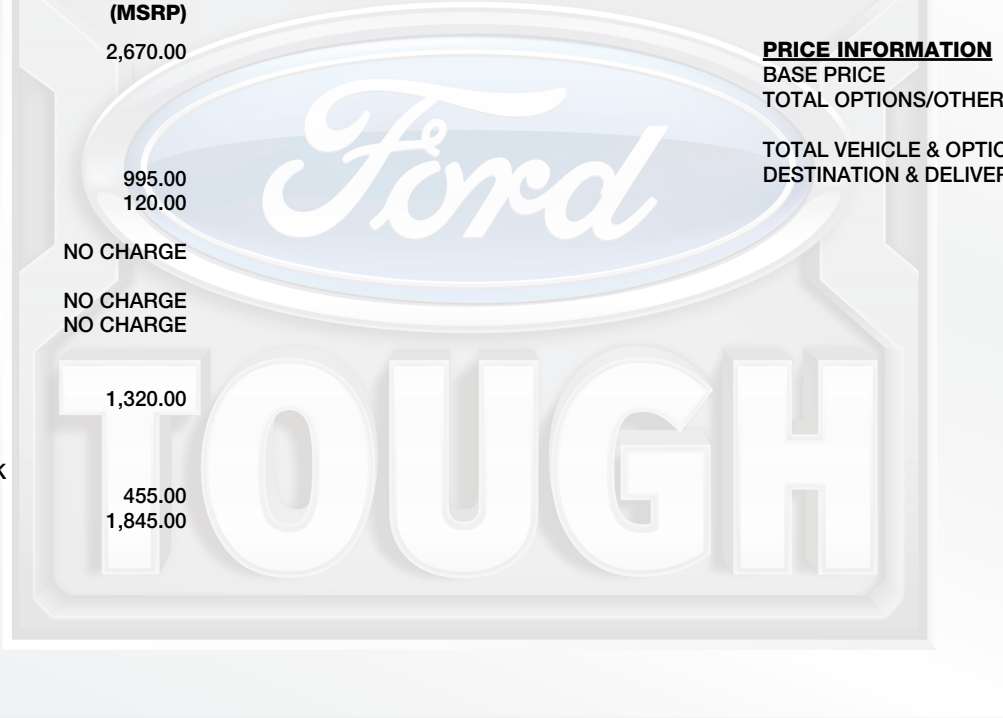 (MSRP)
2,670.00
995.00
120.00
NO CHARGE
NO CHARGE
NO CHARGE
1,320.00
K
455.00
1,845.00
PRICE INFORMATION
BASE PRICE
TOTAL OPTIONS/OTHER
TOTAL VEHICLE & OPTIO
DESTINATION & DELIVER
Ford
TOUGH